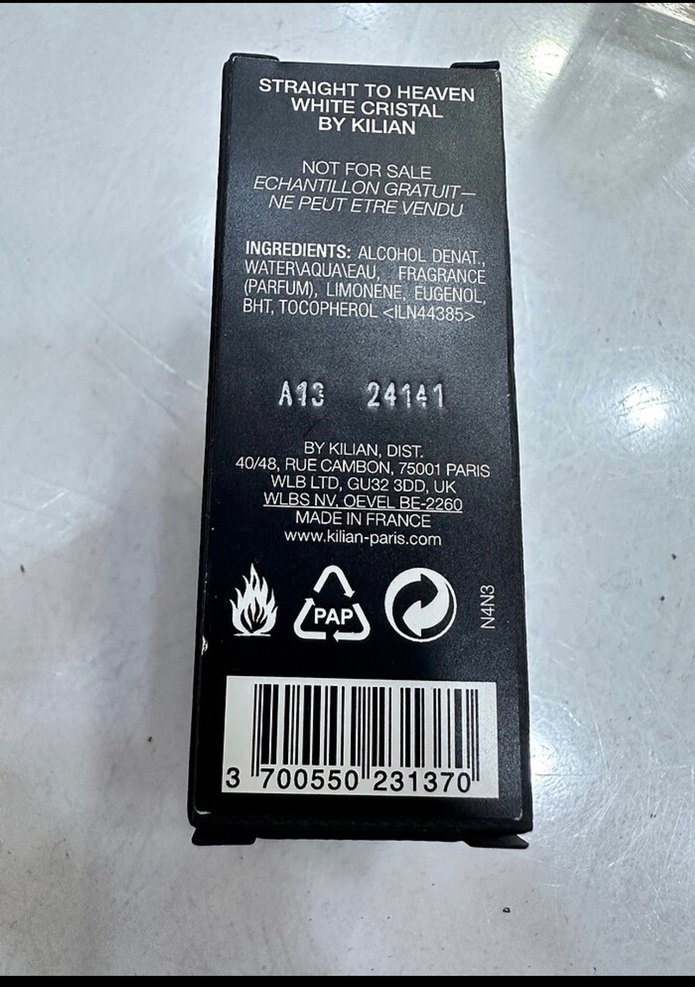 STRAIGHT TO HEAVEN
WHITE CRISTAL
BY KILIAN
NOT FOR SALE
ECHANTILLON GRATUIT—
NE PEUT ETRE VENDU
INGREDIENTS: ALCOHOL DENAT.,
WATER\AQUA\EAU, FRAGRANCE
(PARFUM), LIMONENE, EUGENOL,
BHT, TOCOPHEROL <ILN44385>
A13 24141
BY KILIAN, DIST.
40/48, RUE CAMBON, 75001 PARIS
WLB LTD, GU32 3DD, UK
WLBS NV, OEVEL BE-2260
MADE IN FRANCE
www.kilian-paris.com
PAP
N4N3
3 700550 231370